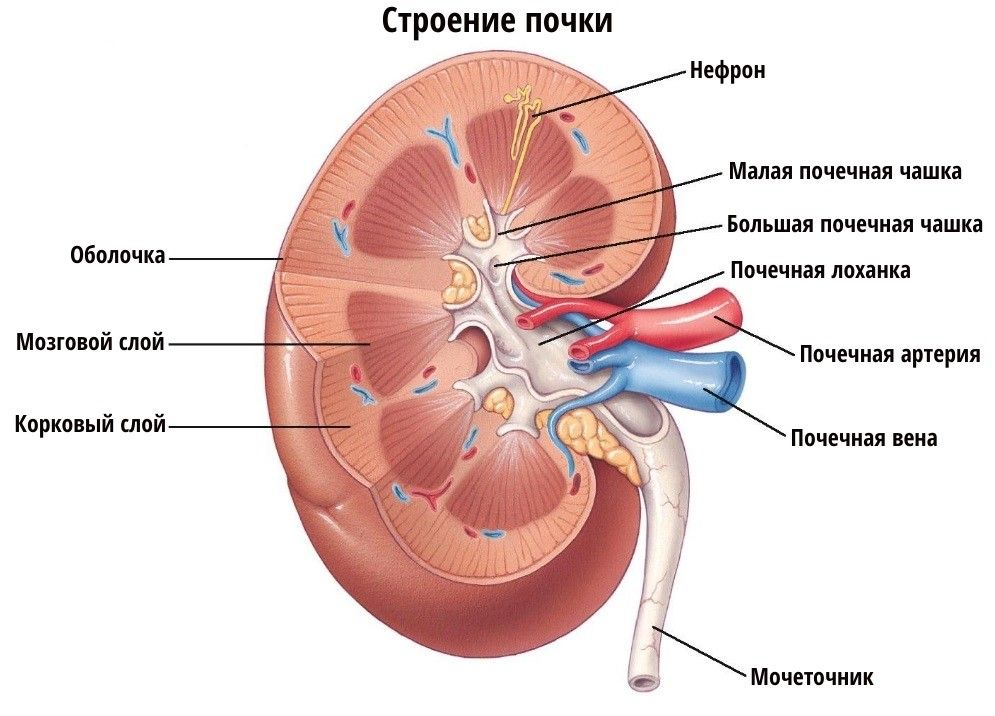 Строение почки
Нефрон
Малая почечная чашка
Большая почечная чашка
Почечная лоханка
Почечная артерия
Почечная вена
Мочеточник
Оболочка
Мозговой слой
Корковый слой